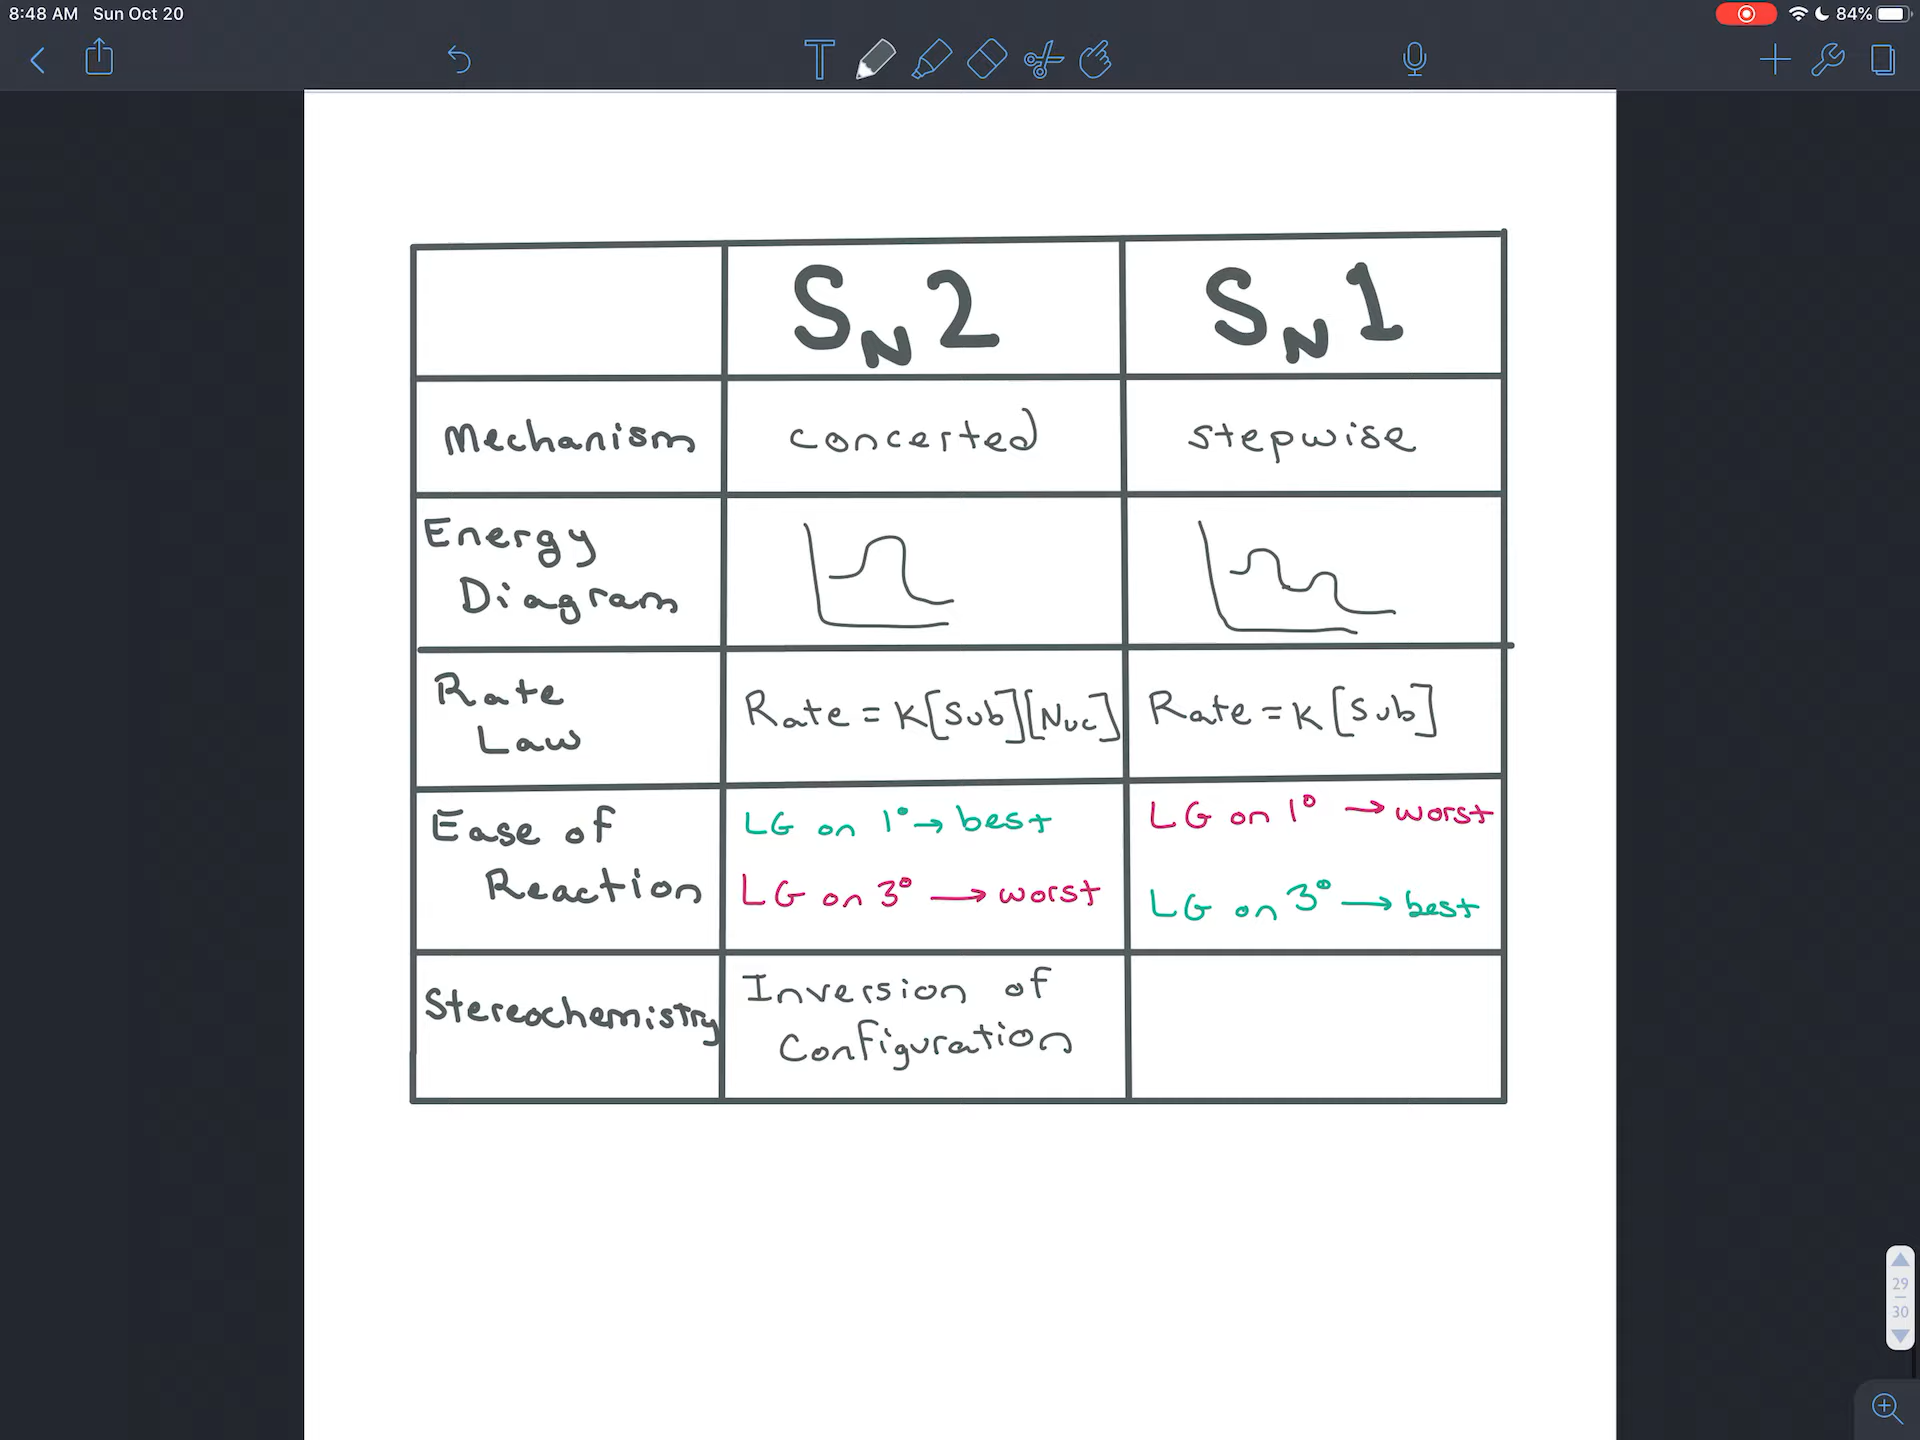 8:48 AM Sun Oct 20
84%
T
SN2
SN1
Mechanism
concerted
stepwise
Energy
Diagram
Rate
Law
Rate = K[Sub][Nuc]
Rate = K[Sub]
Ease of
Reaction
LG on 1° → best
LG on 3° → worst
LG on 1° → worst
LG on 3° → best
Stereochemistry
Inversion of
Configuration
29
30